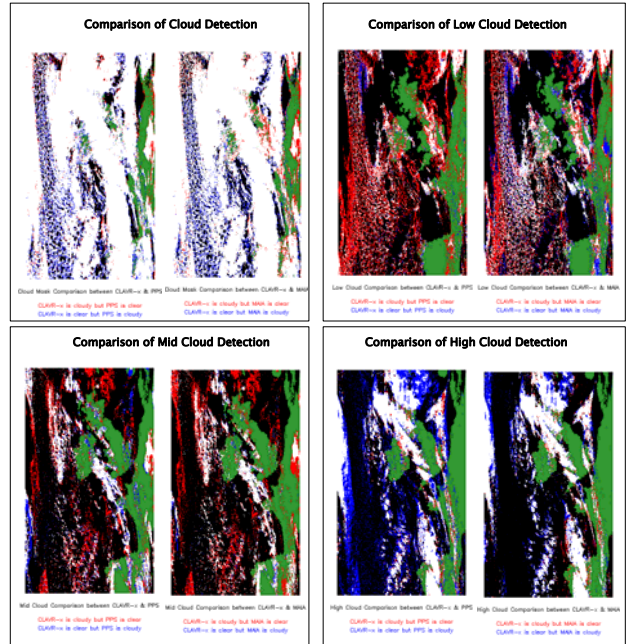 Comparison of Cloud Detection
Cloud Mask Comparison between CLAVR-x & PPS
Cloud Mask Comparison between CLAVR-x & MAIA
CLAVR-x is cloudy but PPS is clear
CLAVR-x is clear but PPS is cloudy
CLAVR-x is cloudy but MAIA is clear
CLAVR-x is clear but MAIA is cloudy
Comparison of Low Cloud Detection
Low Cloud Comparison between CLAVR-x & PPS
Low Cloud Comparison between CLAVR-x & MAIA
CLAVR-x is cloudy but PPS is clear
CLAVR-x is clear but PPS is cloudy
CLAVR-x is cloudy but MAIA is clear
CLAVR-x is clear but MAIA is cloudy
Comparison of Mid Cloud Detection
Mid Cloud Comparison between CLAVR-x & PPS
Mid Cloud Comparison between CLAVR-x & MAIA
CLAVR-x is cloudy but PPS is clear
CLAVR-x is clear but PPS is cloudy
CLAVR-x is cloudy but MAIA is clear
CLAVR-x is clear but MAIA is cloudy
Comparison of High Cloud Detection
High Cloud Comparison between CLAVR-x & PPS
High Cloud Comparison between CLAVR-x & MAIA
CLAVR-x is cloudy but PPS is clear
CLAVR-x is clear but PPS is cloudy
CLAVR-x is cloudy but MAIA is clear
CLAVR-x is clear but MAIA is cloudy